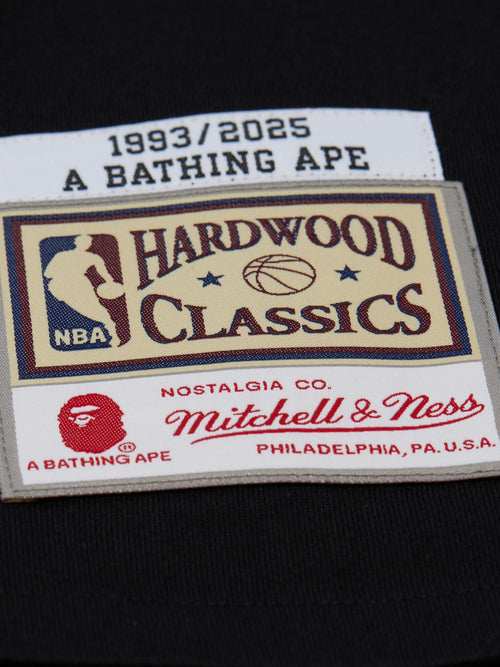 1993/2025
A BATHING APE
HARDWOOD
CLASSICS
NBA
NOSTALGIA CO.
Mitchell & Ness
PHILADELPHIA, PA. U.S.A.
A BATHING APE®